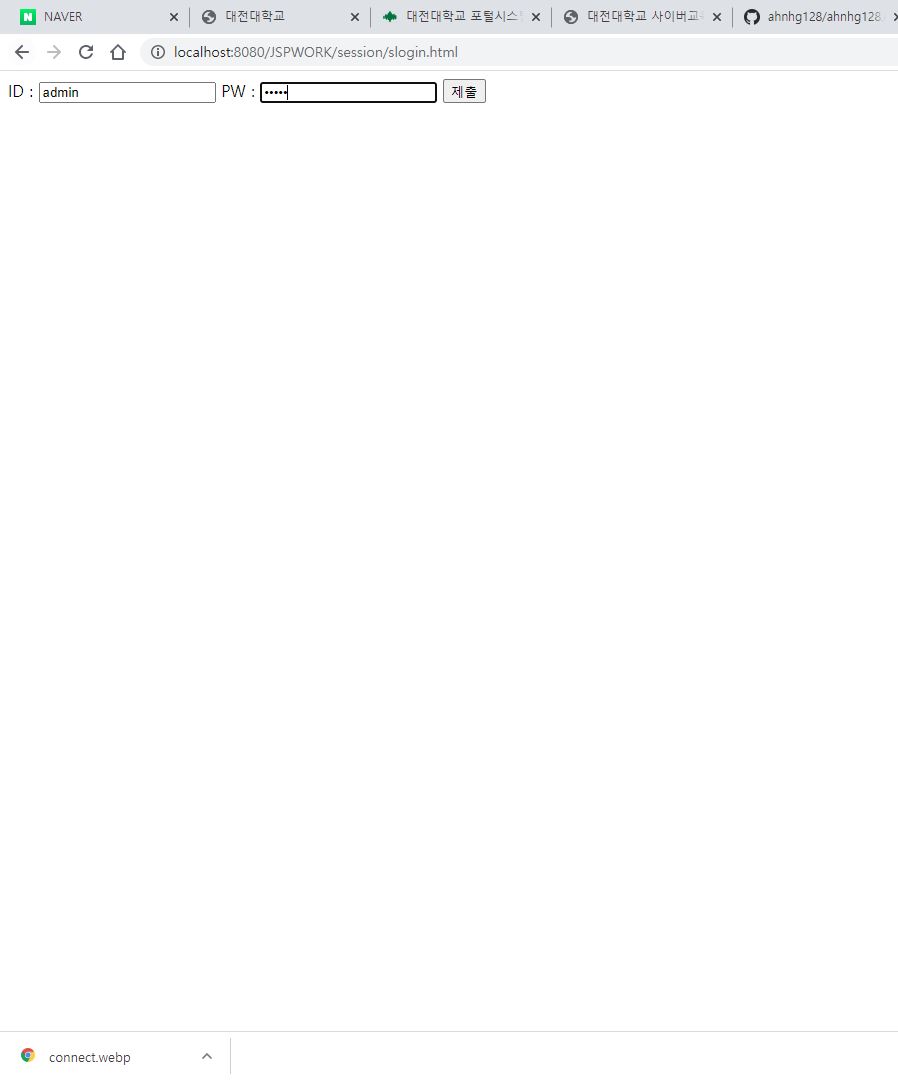 NAVER 대전대학교 대전대학교 포털시스 대전대학교 사이버교 ahnhg128/ahnhg128.
localhost:8080/JSPWORK/session/slogin.html
ID : admin PW : ••••• 제출
connect.webp